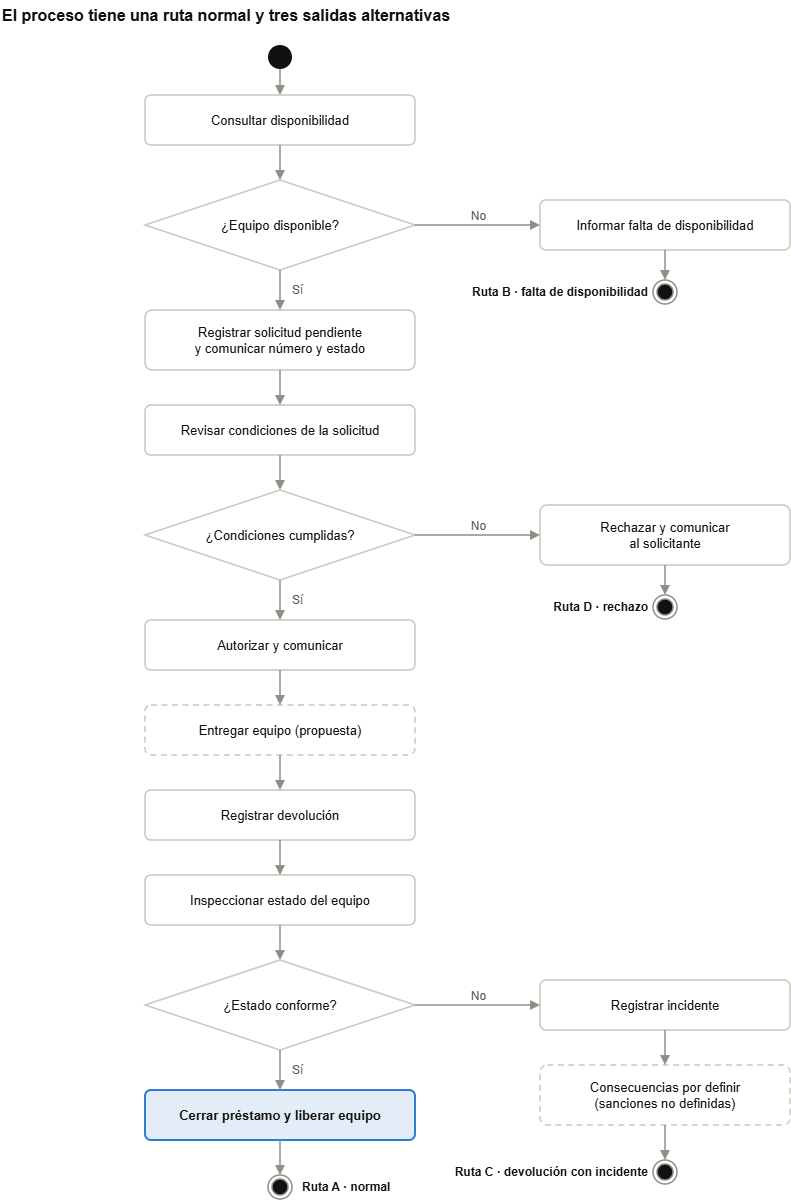 El proceso tiene una ruta normal y tres salidas alternativas
Consultar disponibilidad
¿Equipo disponible?
No
Informar falta de disponibilidad
Ruta B · falta de disponibilidad
Sí
Registrar solicitud pendiente
y comunicar número y estado
Revisar condiciones de la solicitud
¿Condiciones cumplidas?
No
Rechazar y comunicar
al solicitante
Ruta D · rechazo
Sí
Autorizar y comunicar
Entregar equipo (propuesta)
Registrar devolución
Inspeccionar estado del equipo
¿Estado conforme?
No
Registrar incidente
Consecuencias por definir
(sanciones no definidas)
Ruta C · devolución con incidente
Sí
Cerrar préstamo y liberar equipo
Ruta A · normal